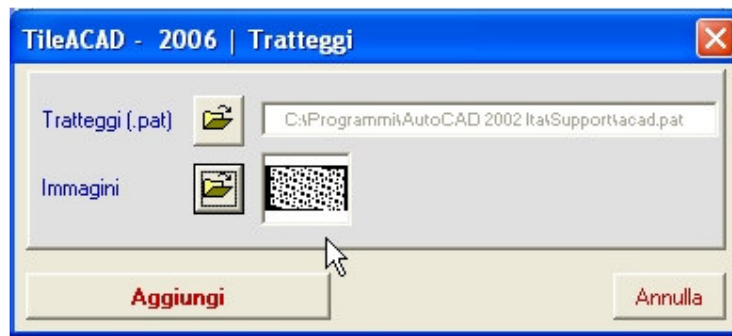 TileACAD - 2006 | Tratteggi
Tratteggi (.pat) C:\Programmi\AutoCAD 2002 Ita\Support\acad.pat
Immagini
Aggiungi Annulla